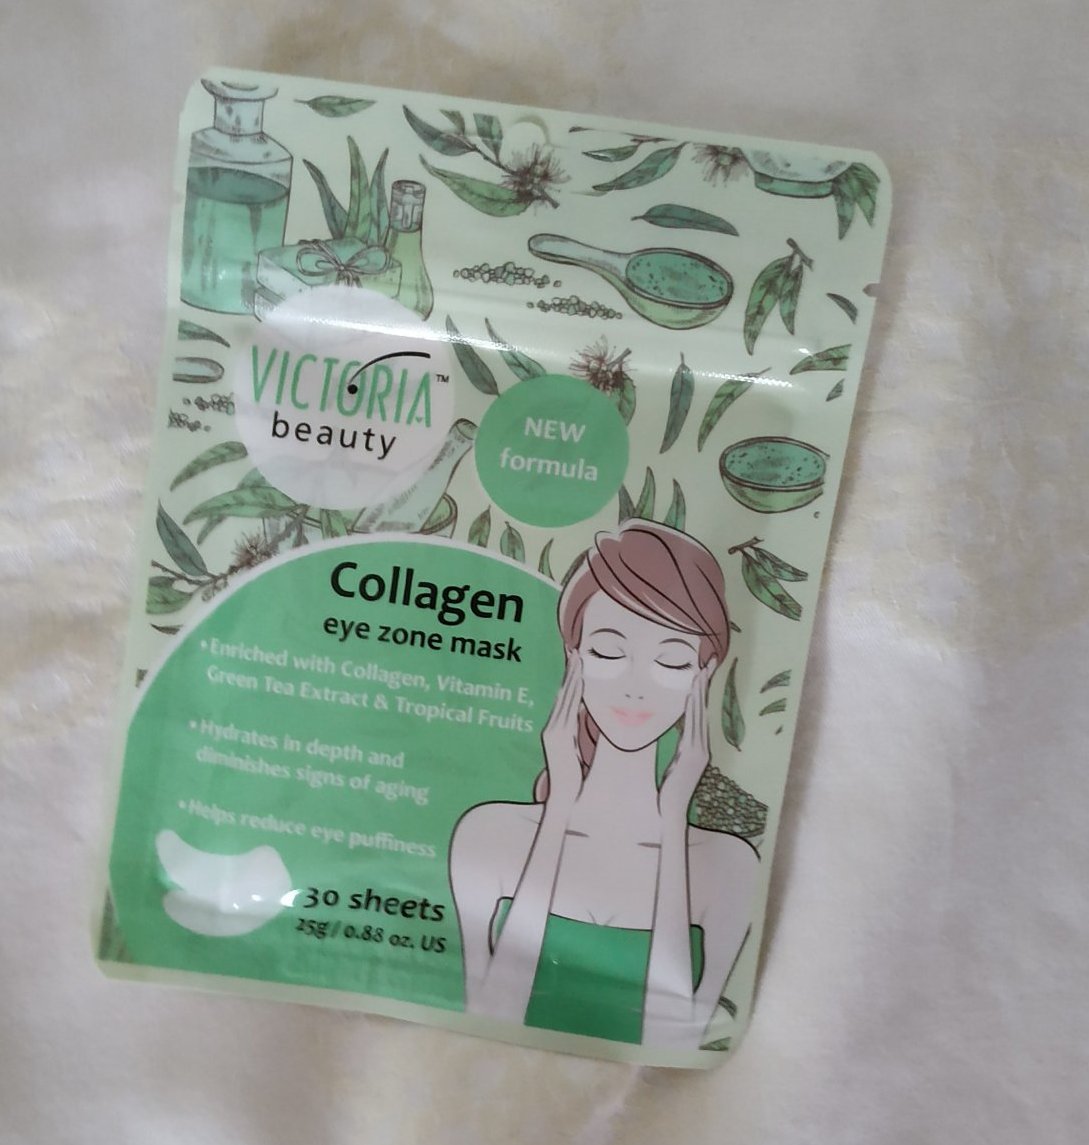 VICTORIA™
beauty
NEW
formula
Collagen
eye zone mask
•Enriched with Collagen, Vitamin E,
Green Tea Extract & Tropical Fruits
•Hydrates in depth and
diminishes signs of aging
•Helps reduce eye puffiness
30 sheets
25g / 0.88 oz. US